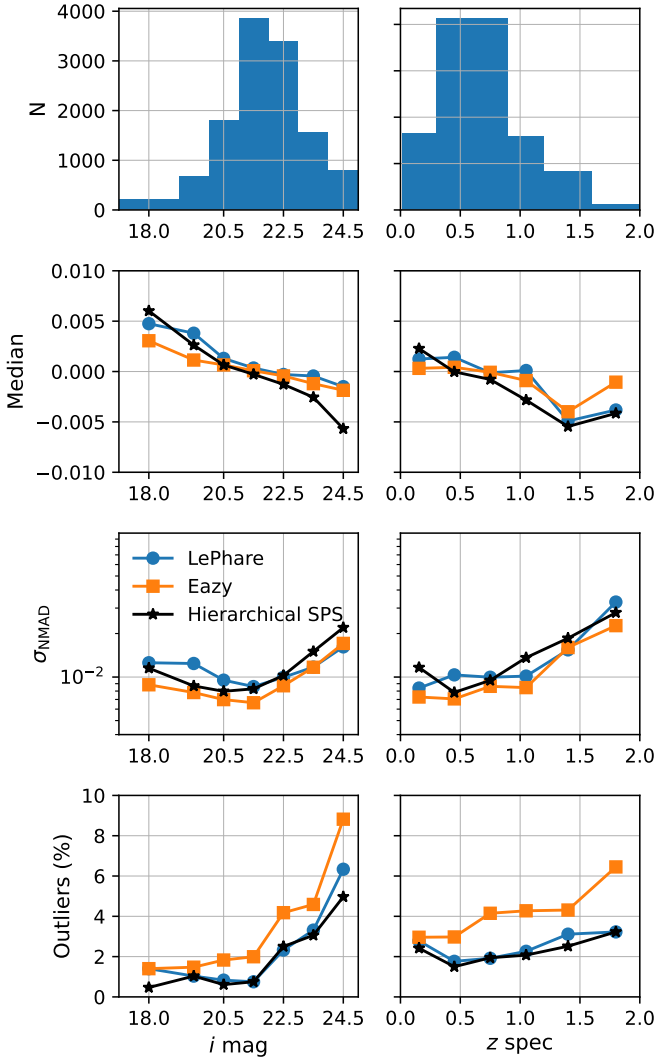 4000
3000
2000
1000
0
N
18.0 20.5 22.5 24.5
0.0 0.5 1.0 1.5 2.0
0.010
0.005
0.000
−0.005
−0.010
Median
18.0 20.5 22.5 24.5
0.0 0.5 1.0 1.5 2.0
LePhare
Eazy
Hierarchical SPS
σNMAD
10−2
18.0 20.5 22.5 24.5
0.0 0.5 1.0 1.5 2.0
10
8
6
4
2
0
Outliers (%)
18.0 20.5 22.5 24.5
0.0 0.5 1.0 1.5 2.0
i mag
z spec